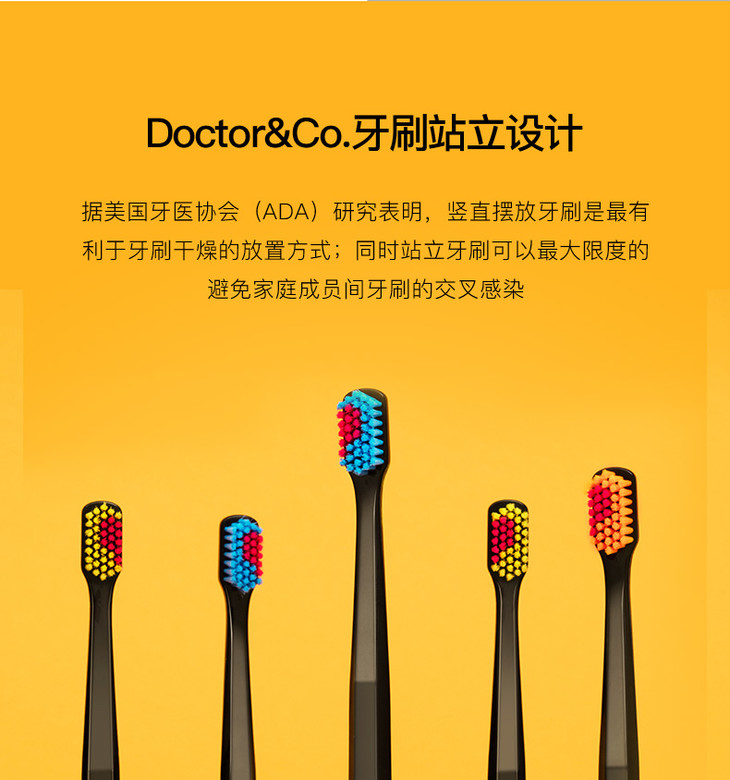 Doctor&Co.牙刷站立设计
据美国牙医协会（ADA）研究表明，竖直摆放牙刷是最有
利于牙刷干燥的放置方式；同时站立牙刷可以最大限度的
避免家庭成员间牙刷的交叉感染